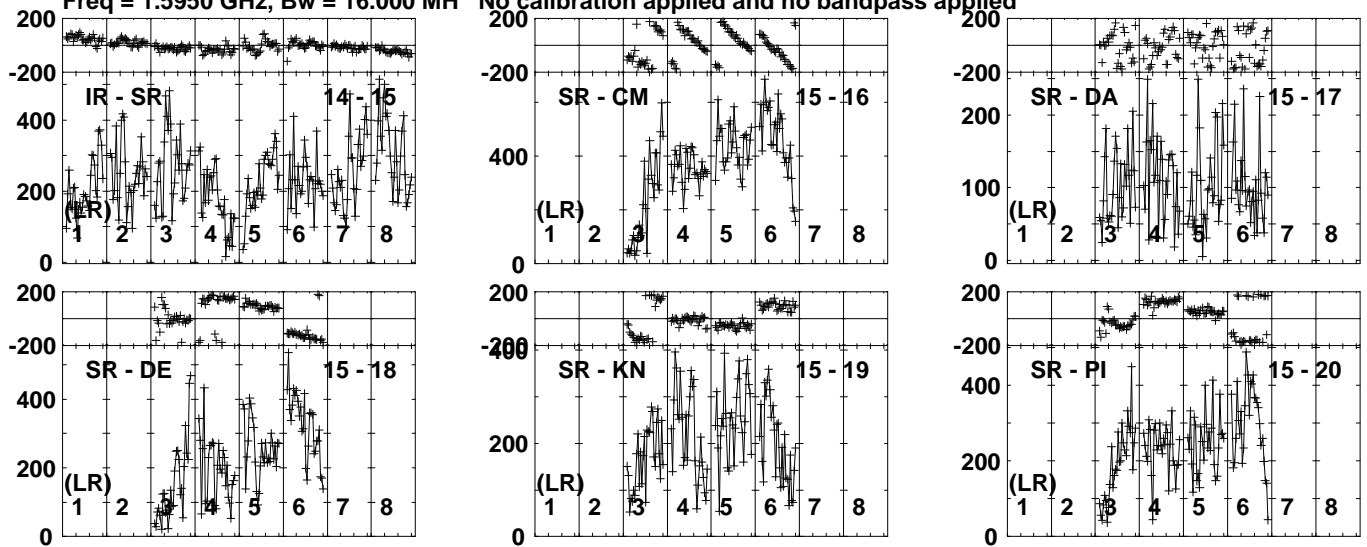 Freq = 1.5950 GHz, Bw = 16.000 MH No calibration applied and no bandpass applied
200
-200
IR - SR 14 - 15
400
200
(LR)
1 2 3 4 5 6 7 8
0
200
-200
SR - CM 15 - 16
400
(LR)
1 2 3 4 5 6 7 8
0
200
-200
SR - DA 15 - 17
200
100
(LR)
1 2 3 4 5 6 7 8
0
200
-200
SR - DE 15 - 18
400
200
(LR)
1 2 3 4 5 6 7 8
0
200
-200
400
SR - KN 15 - 19
200
(LR)
1 2 3 4 5 6 7 8
0
200
-200
SR - PI 15 - 20
400
200
(LR)
1 2 3 4 5 6 7 8
0